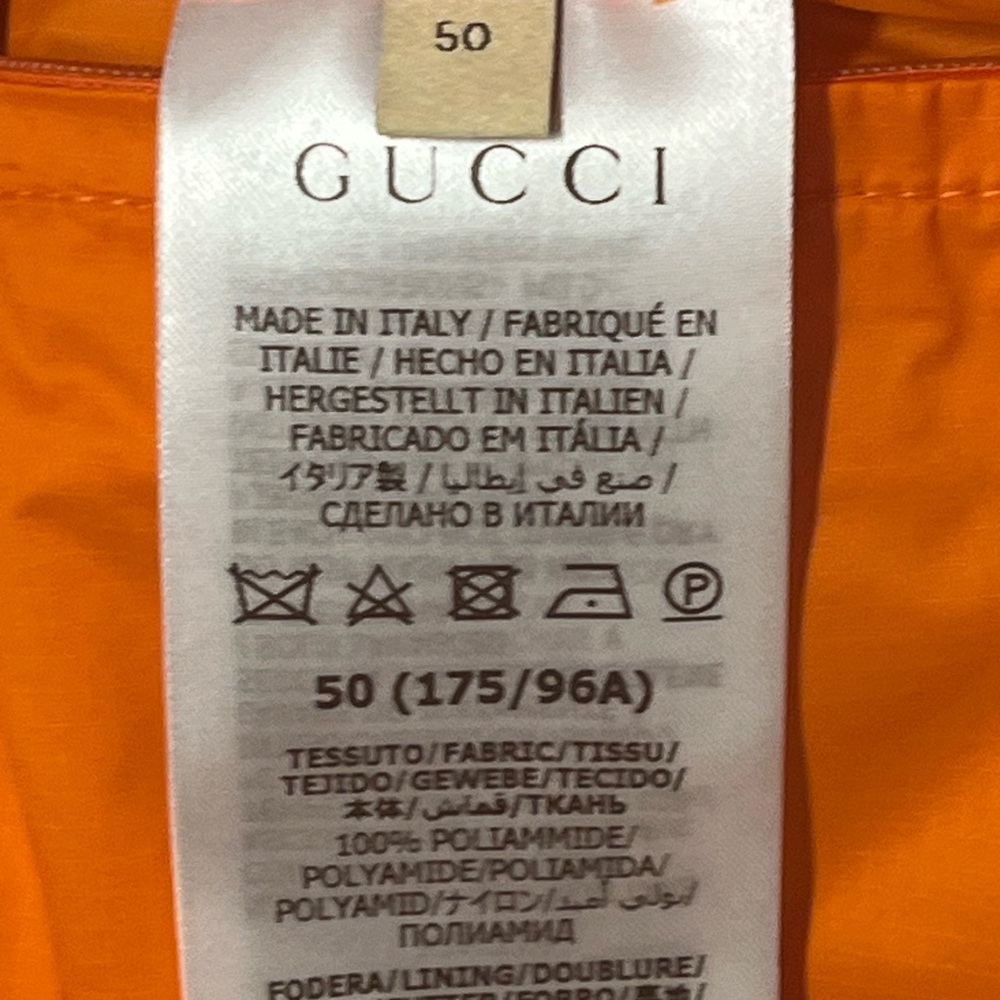 50
GUCCI
MADE IN ITALY / FABRIQUÉ EN
ITALIE / HECHO EN ITALIA /
HERGESTELLT IN ITALIEN /
FABRICADO EM ITÁLIA /
イタリア製 / صنع في إيطاليا /
СДЕЛАНО В ИТАЛИИ
P
50 (175/96A)
TESSUTO/FABRIC/TISSU/
TEJIDO/GEWEBE/TECIDO/
本体/قماش/ТКАНЬ
100% POLIAMMIDE/
POLYAMIDE/POLIAMIDA/
POLYAMID/ナイロン/بولي أميد/
ПОЛИАМИД
FODERA/LINING/DOUBLURE/